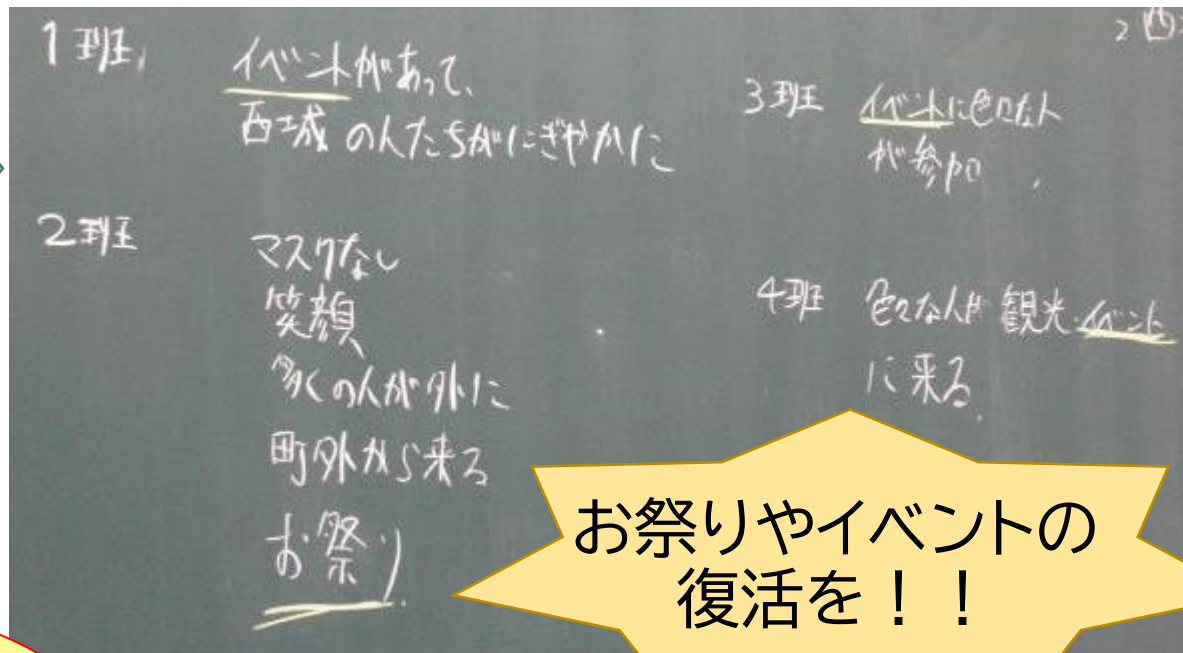 1班
イベントがあって、
西城の人たちがにぎやかに
2班
マスクなし
笑顔
多くの人が外に
町外から来る
お祭り
3班 イベントに色々な人
が参加
4班 色々な人が観光・イベント
に来る
お祭りやイベントの
復活を！！